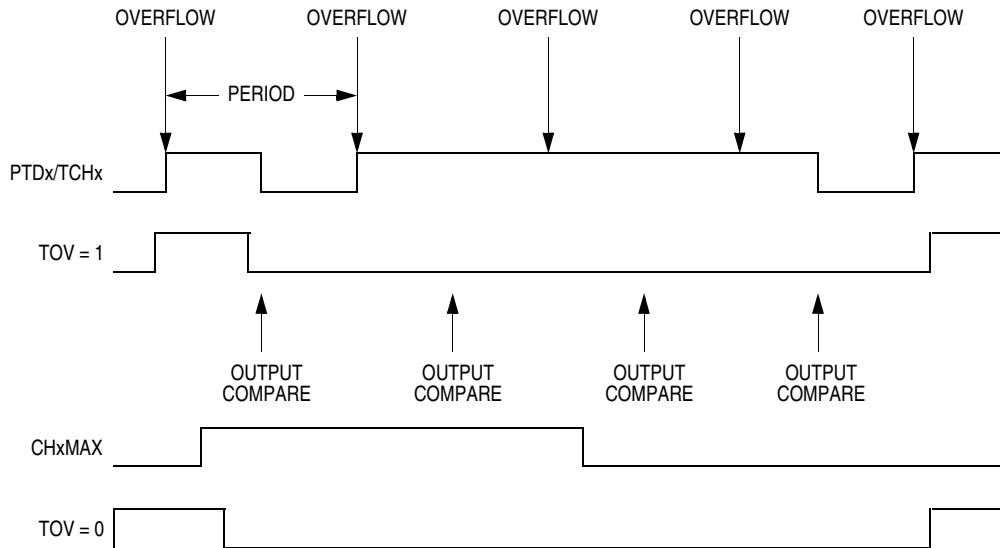 OVERFLOW OVERFLOW OVERFLOW OVERFLOW OVERFLOW
PERIOD
PTDx/TCHx
TOV = 1
OUTPUT OUTPUT OUTPUT OUTPUT
COMPARE COMPARE COMPARE COMPARE
CHxMAX
TOV = 0